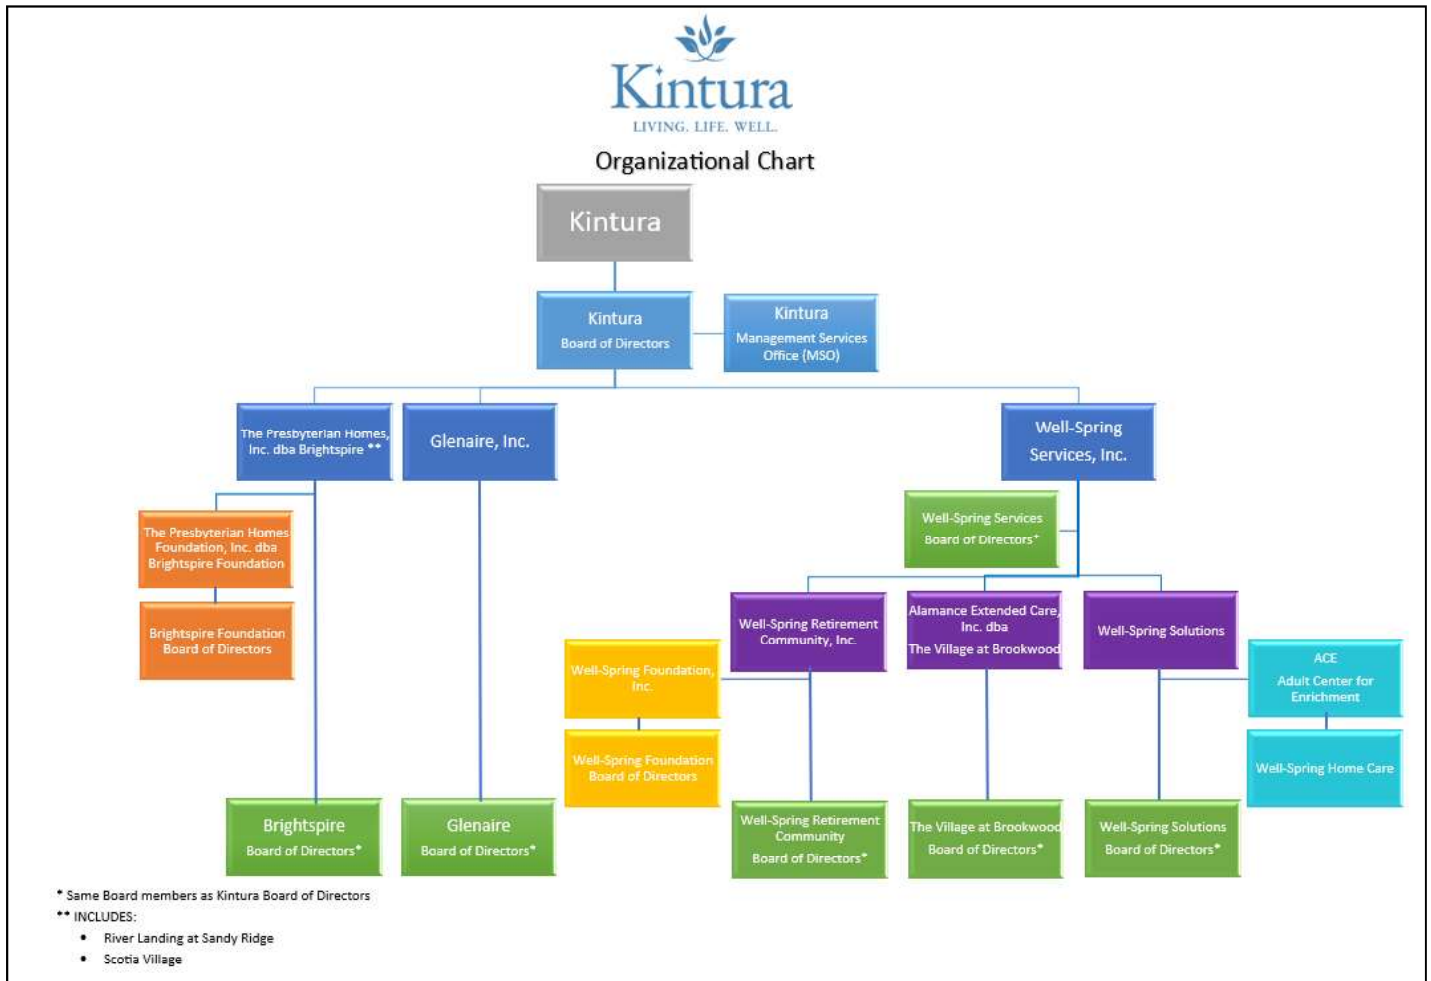 Kintura
LIVING. LIFE. WELL.
Organizational Chart
Kintura
Kintura
Board of Directors
Kintura
Management Services
Office (MSO)
The Presbyterian Homes,
Inc. dba Brightspire **
Glenaire, Inc.
Well-Spring
Services, Inc.
Well-Spring Services
Board of Directors*
The Presbyterian Homes
Foundation, Inc. dba
Brightspire Foundation
Brightspire Foundation
Board of Directors
Well-Spring Retirement
Community, Inc.
Alamance Extended Care,
Inc. dba
The Village at Brookwood
Well-Spring Solutions
Well-Spring Foundation,
Inc.
Well-Spring Foundation
Board of Directors
ACE
Adult Center for
Enrichment
Well-Spring Home Care
Brightspire
Board of Directors*
Glenaire
Board of Directors*
Well-Spring Retirement
Community
Board of Directors*
The Village at Brookwood
Board of Directors*
Well-Spring Solutions
Board of Directors*
* Same Board members as Kintura Board of Directors
** INCLUDES:
• River Landing at Sandy Ridge
• Scotia Village